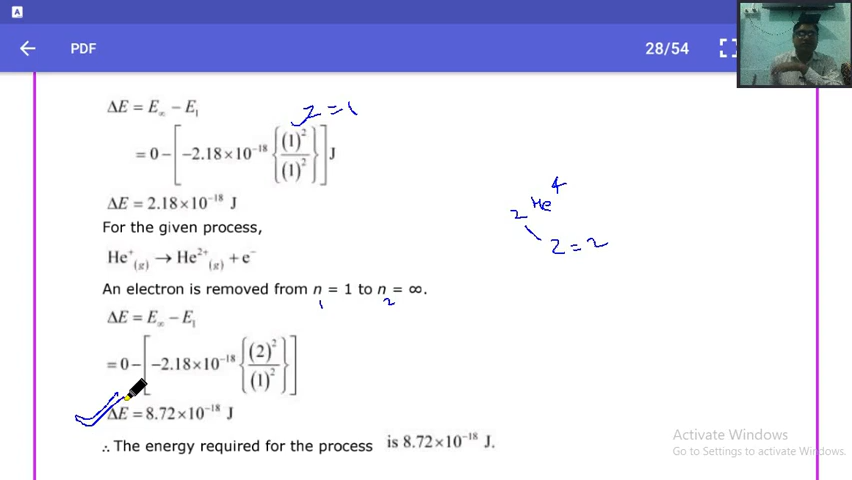 A
PDF
28/54
ΔE = E∞ − E₁
Z = 1
= 0 − [−2.18×10⁻¹⁸ {(1)²/(1)²}] J
ΔE = 2.18×10⁻¹⁸ J
For the given process,
₂He⁴
Z = 2
He⁺(g) → He²⁺(g) + e⁻
An electron is removed from n = 1 to n = ∞.
1 2
ΔE = E∞ − E₁
= 0 − [−2.18×10⁻¹⁸ {(2)²/(1)²}]
ΔE = 8.72×10⁻¹⁸ J
∴ The energy required for the process is 8.72×10⁻¹⁸ J.
Activate Windows
Go to Settings to activate Windows.